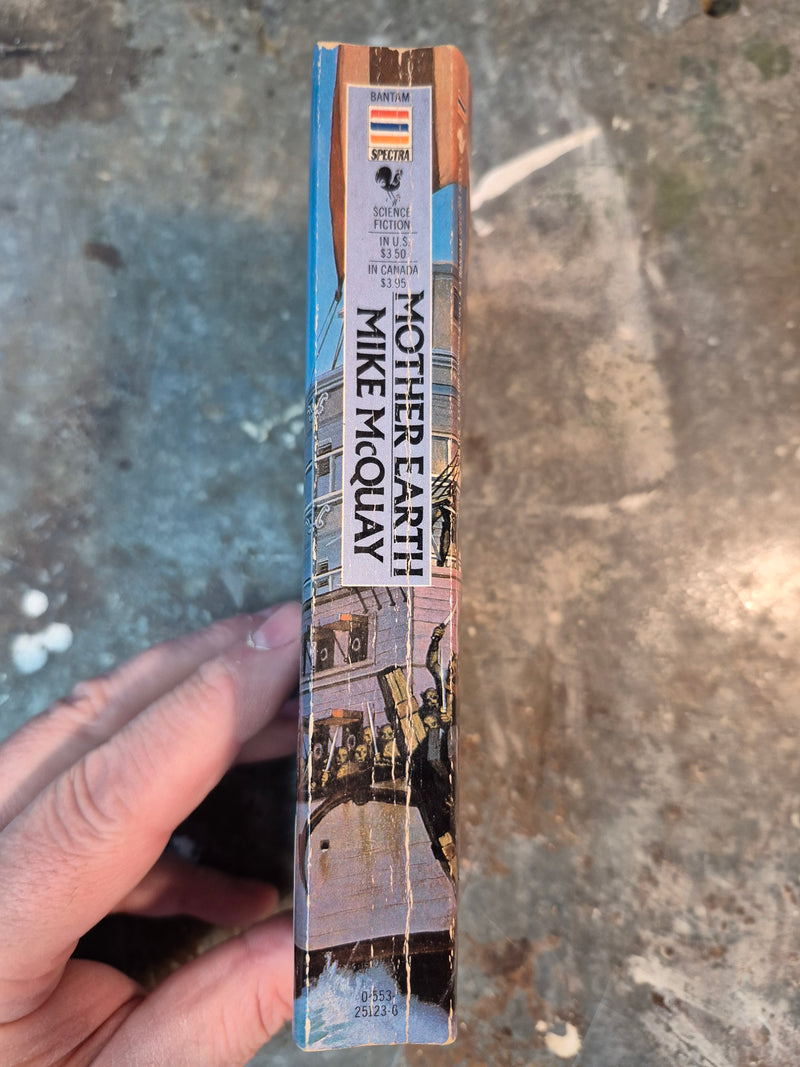 BANTAM
SPECTRA
SCIENCE
FICTION
IN U.S.
$3.50
IN CANADA
$3.95
MOTHER EARTH
MIKE McQUAY
0-553-
25123-6